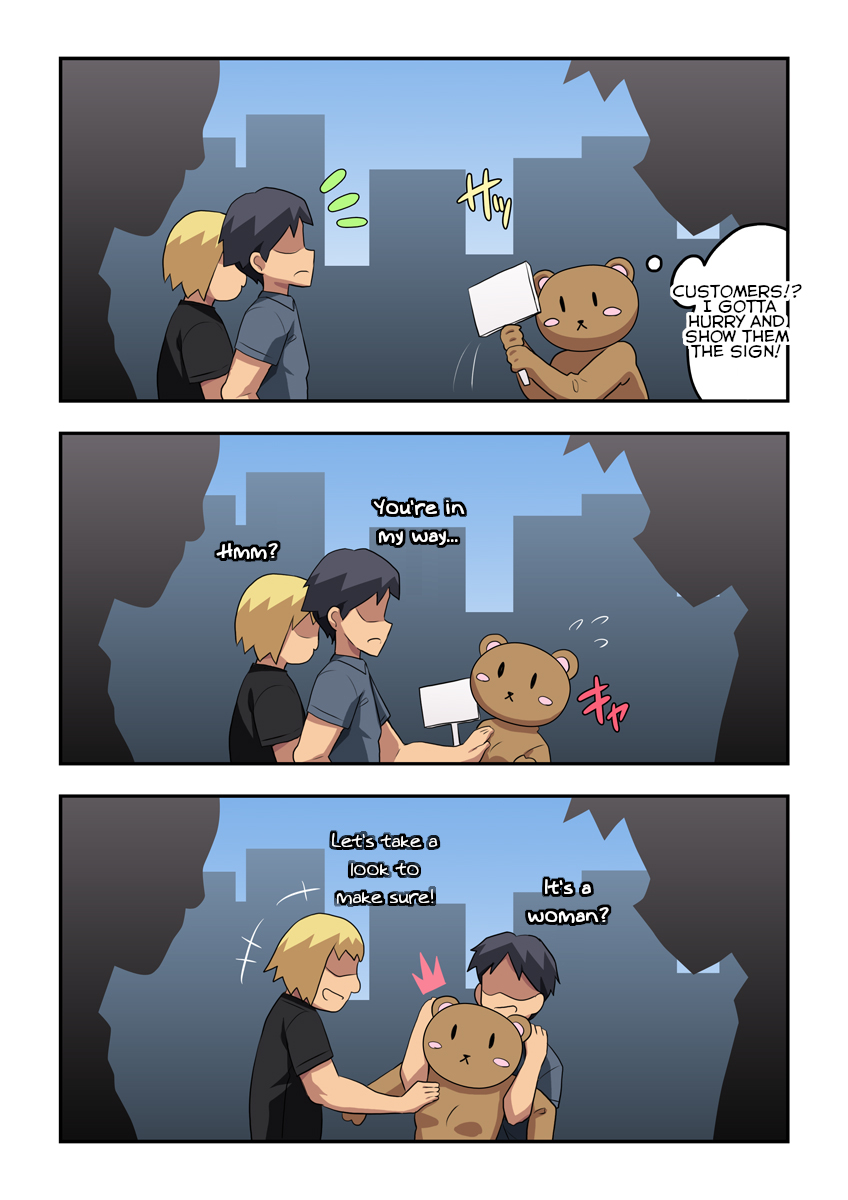 ハッ
CUSTOMERS!?
I GOTTA
HURRY AND
SHOW THEM
THE SIGN!
Hmm?
You're in
my way...
キャ
Let's take a
look to
make sure!
It's a
woman?